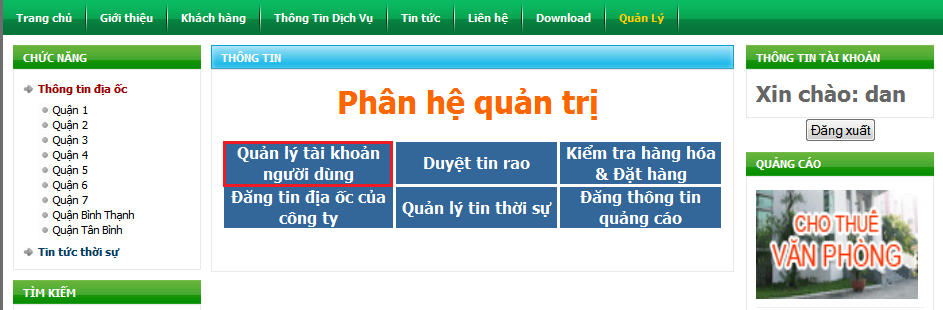 Trang chủ Giới thiệu Khách hàng Thông Tin Dịch Vụ Tin tức Liên hệ Download Quản Lý
CHỨC NĂNG
Thông tin địa ốc
Quận 1
Quận 2
Quận 3
Quận 4
Quận 5
Quận 6
Quận 7
Quận Bình Thạnh
Quận Tân Bình
Tin tức thời sự
TÌM KIẾM
THÔNG TIN
Phân hệ quản trị
Quản lý tài khoản
người dùng
Duyệt tin rao
Kiểm tra hàng hóa
& Đặt hàng
Đăng tin địa ốc của
công ty
Quản lý tin thời sự
Đăng thông tin
quảng cáo
THÔNG TIN TÀI KHOẢN
Xin chào: dan
Đăng xuất
QUẢNG CÁO
CHO THUÊ
VĂN PHÒNG